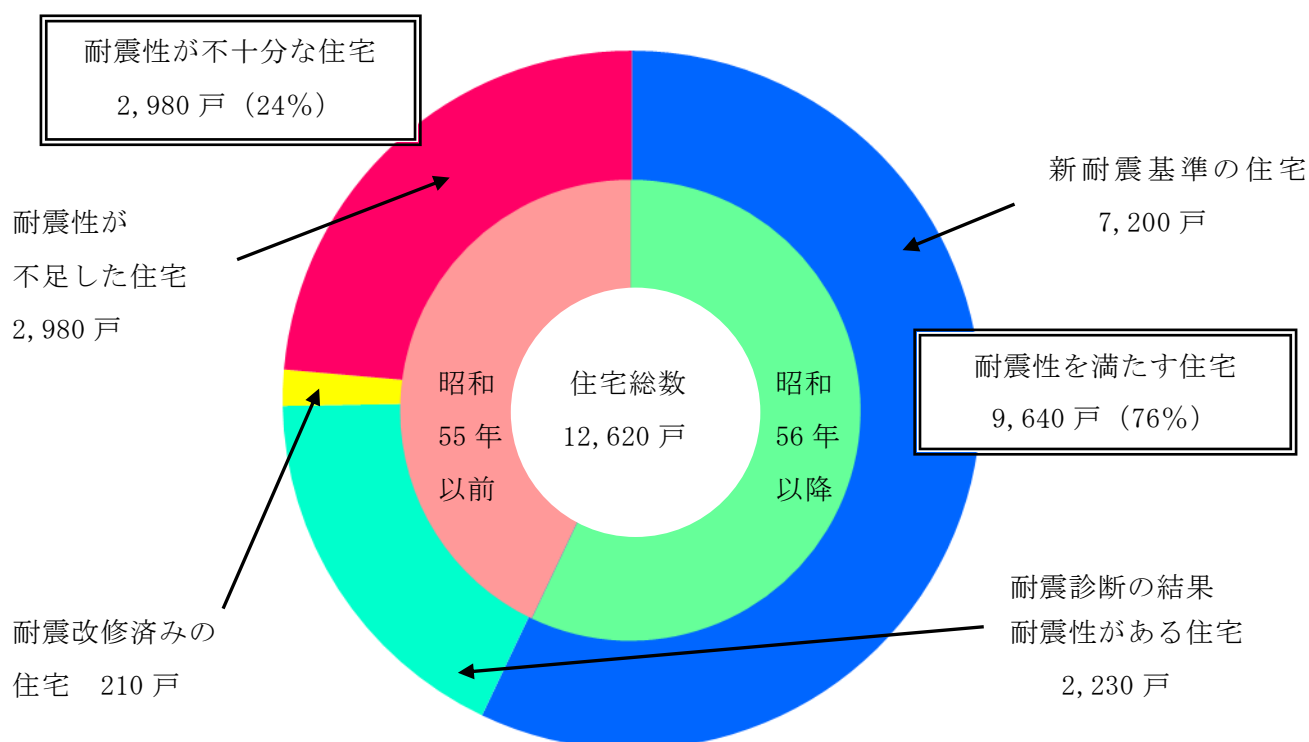 耐震性が不十分な住宅
2,980 戸（24％）
新耐震基準の住宅
7,200 戸
耐震性が
不足した住宅
2,980 戸
耐震性を満たす住宅
9,640 戸（76％）
昭和
55 年
以前
住宅総数
12,620 戸
昭和
56 年
以降
耐震診断の結果
耐震性がある住宅
2,230 戸
耐震改修済みの
住宅　210 戸